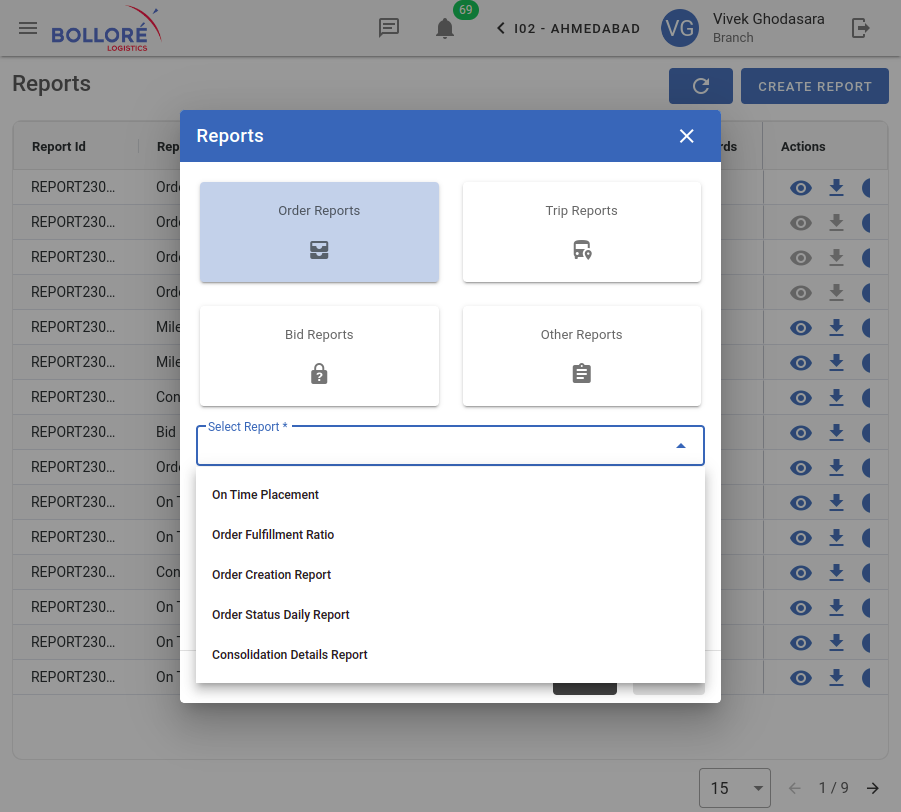 BOLLORÉ
LOGISTICS
69
I02 - AHMEDABAD
VG
Vivek Ghodasara
Branch
Reports
CREATE REPORT
Report Id
Rep
rds
Actions
Reports
REPORT230... Orde
REPORT230... Orde
REPORT230... Orde
REPORT230... Orde
REPORT230... Mile
REPORT230... Mile
REPORT230... Con
REPORT230... Bid
REPORT230... Orde
REPORT230... On T
REPORT230... On T
REPORT230... Con
REPORT230... On T
REPORT230... On T
REPORT230... On T
Order Reports
Trip Reports
Bid Reports
Other Reports
Select Report *
On Time Placement
Order Fulfillment Ratio
Order Creation Report
Order Status Daily Report
Consolidation Details Report
15
1 / 9